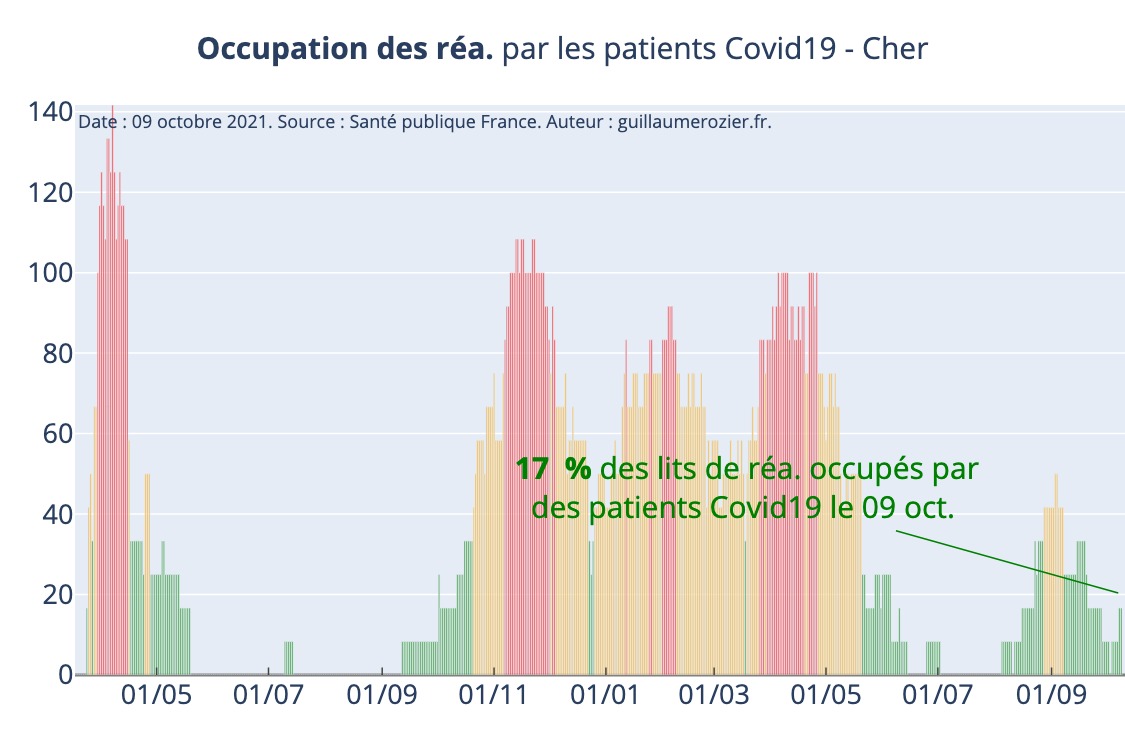 Occupation des réa. par les patients Covid19 - Cher
Date : 09 octobre 2021. Source : Santé publique France. Auteur : guillaumerozier.fr.
140
120
100
80
60
40
20
0
17 % des lits de réa. occupés par
des patients Covid19 le 09 oct.
01/05 01/07 01/09 01/11 01/01 01/03 01/05 01/07 01/09